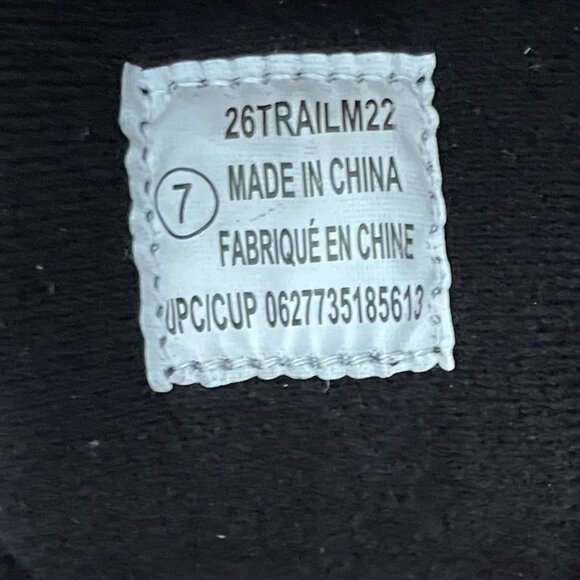 26TRAILM22
7 MADE IN CHINA
FABRIQUÉ EN CHINE
UPC/CUP 0627735185613